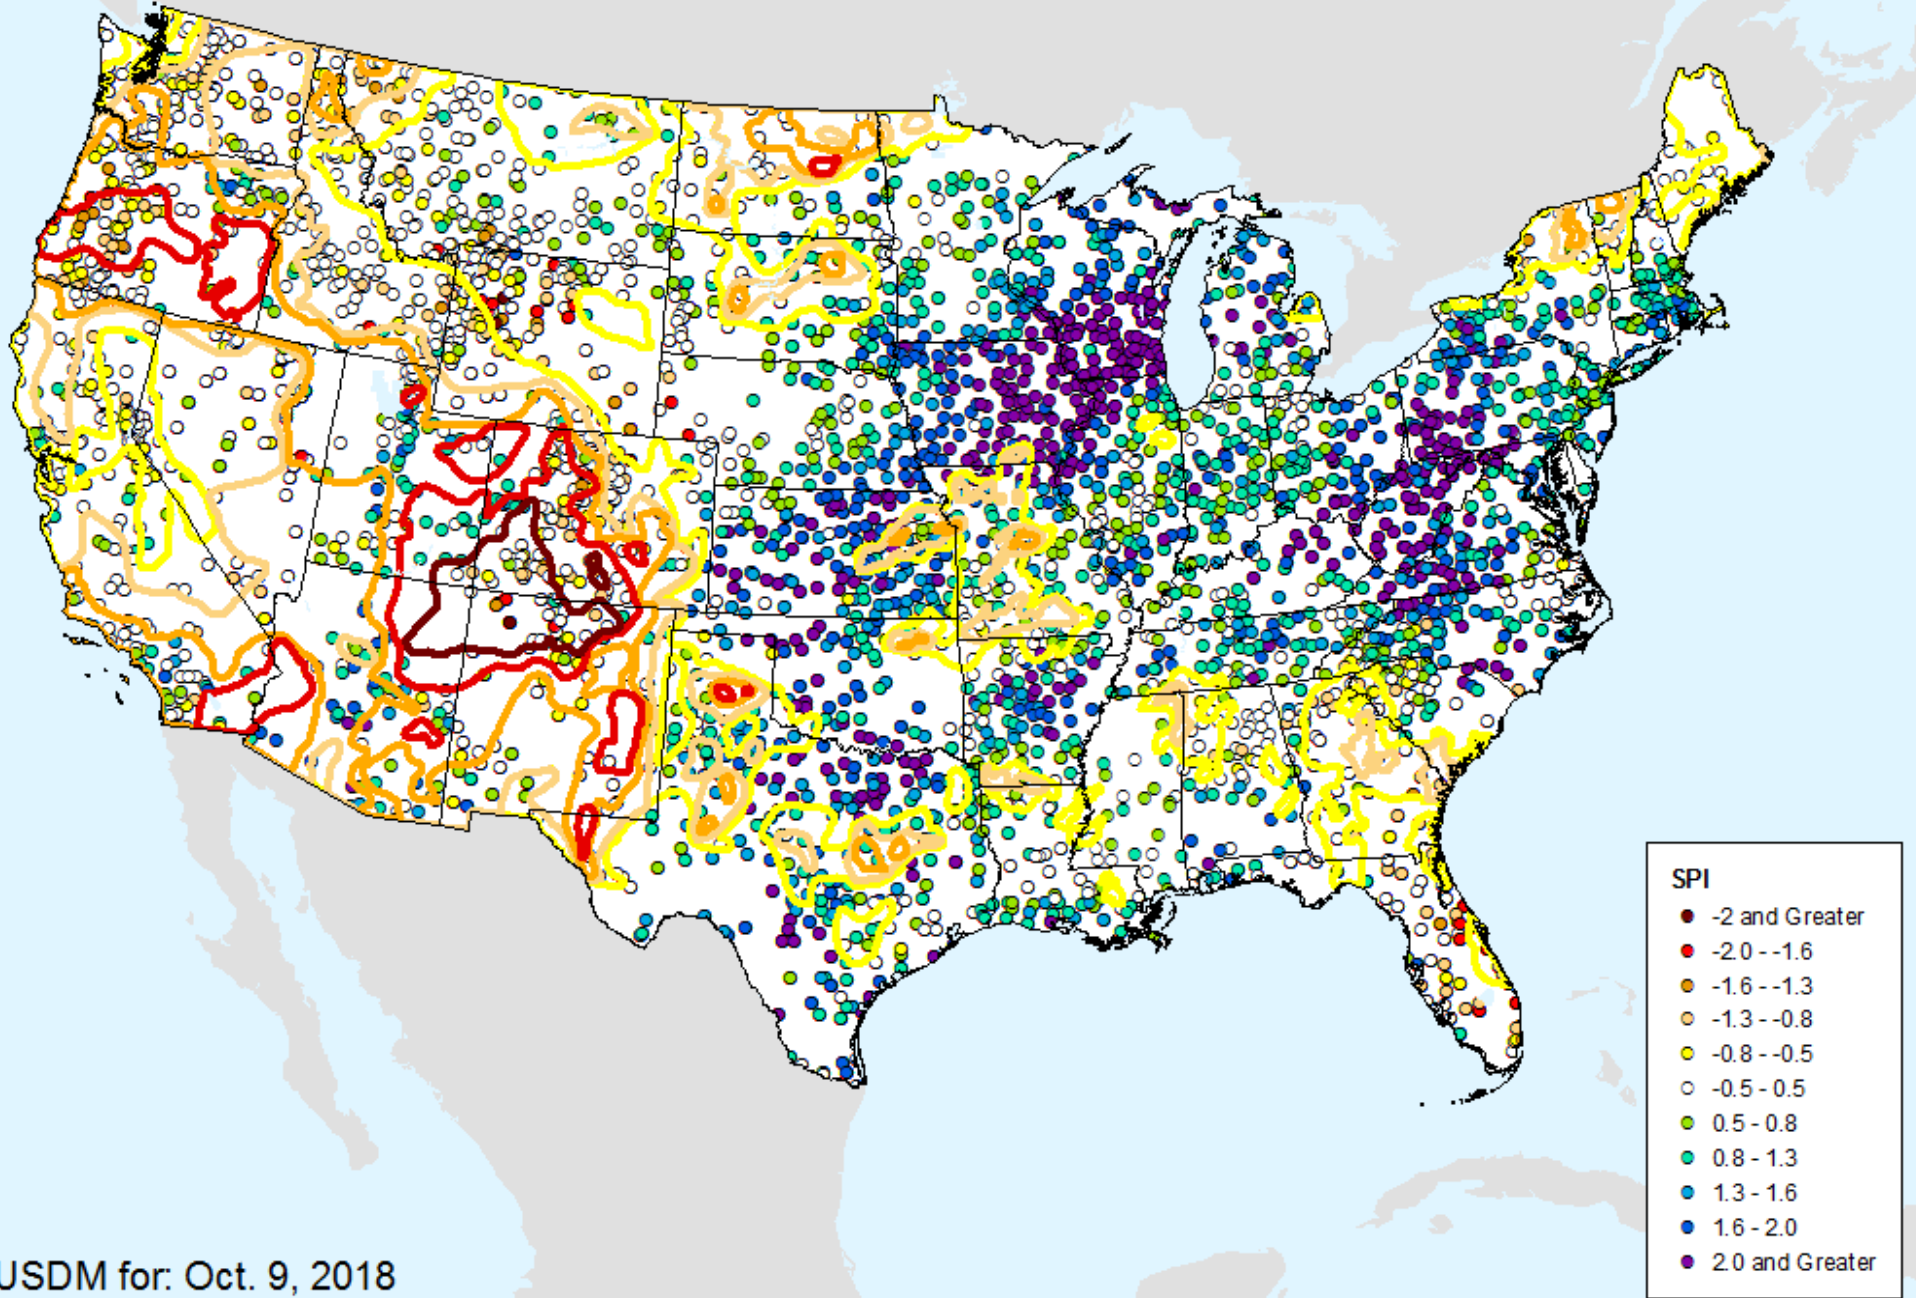 SPI
-2 and Greater
-2.0 - -1.6
-1.6 - -1.3
-1.3 - -0.8
-0.8 - -0.5
-0.5 - 0.5
0.5 - 0.8
0.8 - 1.3
1.3 - 1.6
1.6 - 2.0
2.0 and Greater
USDM for: Oct. 9, 2018